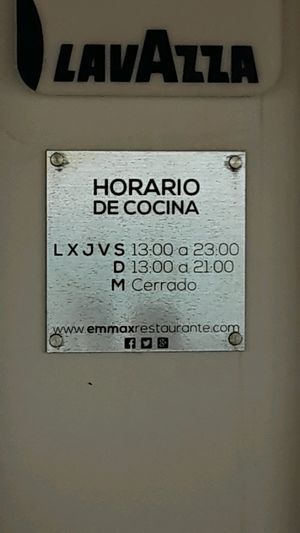 LAVAZZA
HORARIO
DE COCINA
L X J V S 13:00 a 23:00
D 13:00 a 21:00
M Cerrado
www.emmaxrestaurante.com